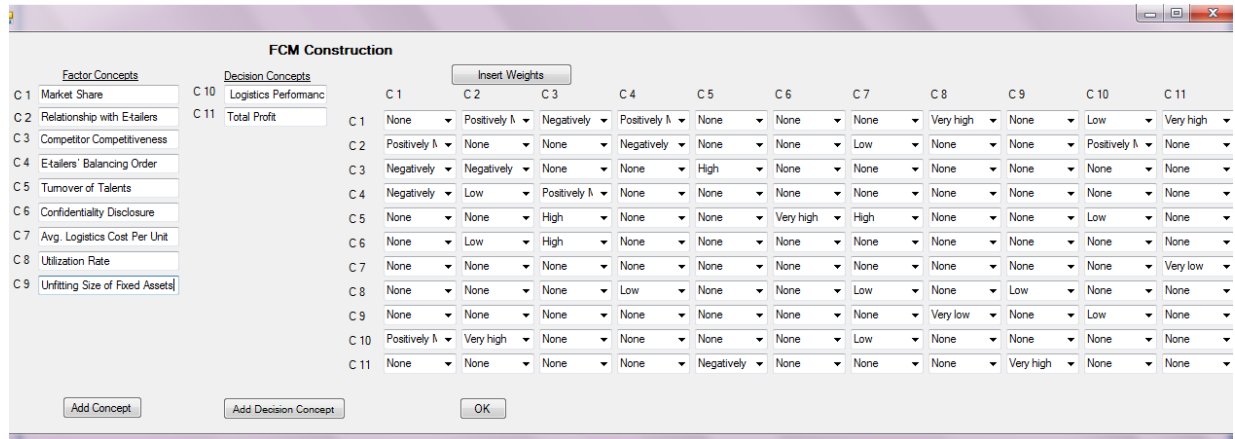 FCM Construction
Factor Concepts Decision Concepts Insert Weights
C 1 Market Share C 10 Logistics Performanc C 1 C 2 C 3 C 4 C 5 C 6 C 7 C 8 C 9 C 10 C 11
C 2 Relationship with E-tailers C 11 Total Profit C 1 None Positively M Negatively Positively M None None None Very high None Low Very high
C 3 Competitor Competitiveness C 2 Positively M None None Negatively None None Low None None Positively M None
C 4 E-tailers' Balancing Order C 3 Negatively Negatively None None High None None None None None None
C 5 Turnover of Talents C 4 Negatively Low Positively M None None None None None None None None
C 6 Confidentiality Disclosure C 5 None None High None None Very high High None None Low None
C 7 Avg. Logistics Cost Per Unit C 6 None Low High None None None None None None None None
C 8 Utilization Rate C 7 None None None None None None None None None None Very low
C 9 Unfitting Size of Fixed Assets C 8 None None None Low None None Low None Low None None
C 9 None None None None None None None Very low None Low None
C 10 Positively M Very high None None None None Low None None None None
C 11 None None None None Negatively None None None Very high None None
Add Concept Add Decision Concept OK